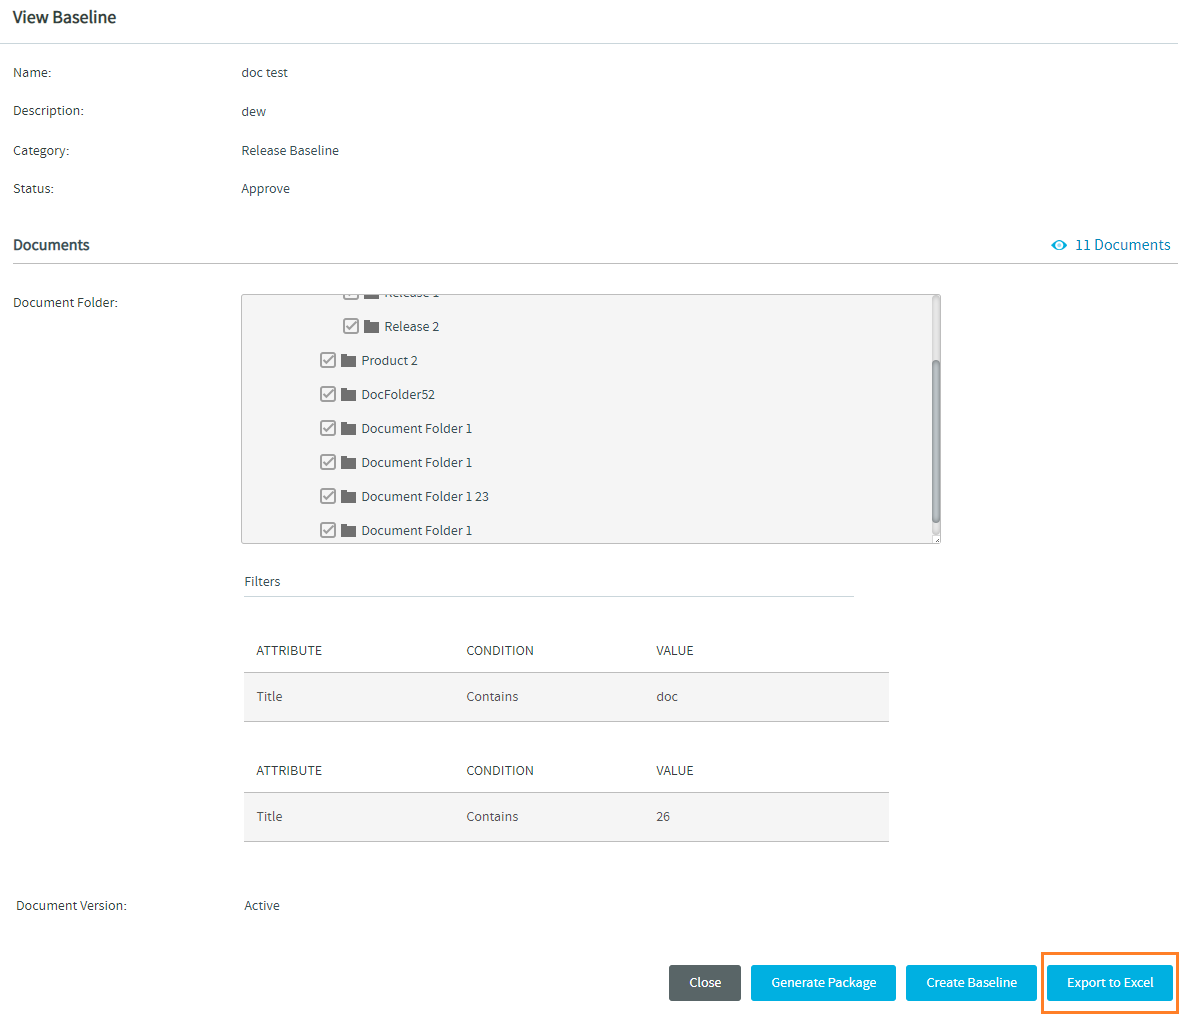 View Baseline
Name: doc test
Description: dew
Category: Release Baseline
Status: Approve
Documents 11 Documents
Document Folder:
Release 1
Release 2
Product 2
DocFolder52
Document Folder 1
Document Folder 1
Document Folder 1 23
Document Folder 1
Filters
ATTRIBUTE CONDITION VALUE
Title Contains doc
ATTRIBUTE CONDITION VALUE
Title Contains 26
Document Version: Active
Close Generate Package Create Baseline Export to Excel